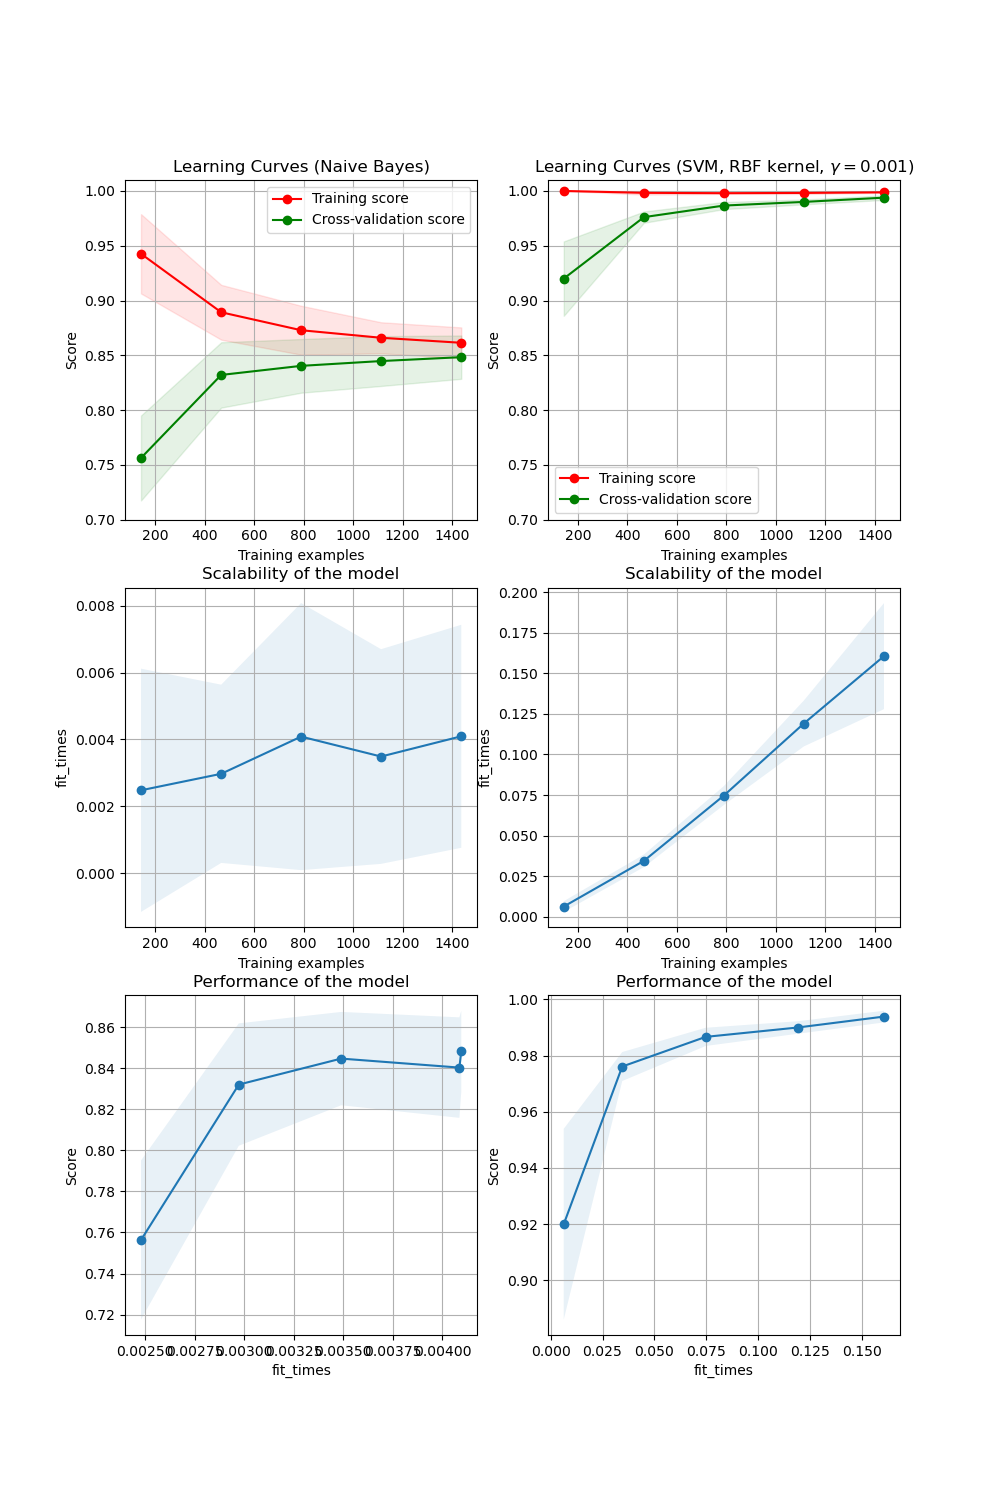 Learning Curves (Naive Bayes)
1.00
0.95
0.90
0.85
0.80
0.75
0.70
Score
Training score
Cross-validation score
200 400 600 800 1000 1200 1400
Training examples
Learning Curves (SVM, RBF kernel, γ = 0.001)
1.00
0.95
0.90
0.85
0.80
0.75
0.70
Score
Training score
Cross-validation score
200 400 600 800 1000 1200 1400
Training examples
Scalability of the model
0.008
0.006
0.004
0.002
0.000
fit_times
200 400 600 800 1000 1200 1400
Training examples
Scalability of the model
0.200
0.175
0.150
0.125
0.100
0.075
0.050
0.025
0.000
fit_times
200 400 600 800 1000 1200 1400
Training examples
Performance of the model
0.86
0.84
0.82
0.80
0.78
0.76
0.74
0.72
Score
0.00250 0.00275 0.00300 0.00325 0.00350 0.00375 0.00400
fit_times
Performance of the model
1.00
0.98
0.96
0.94
0.92
0.90
Score
0.000 0.025 0.050 0.075 0.100 0.125 0.150
fit_times